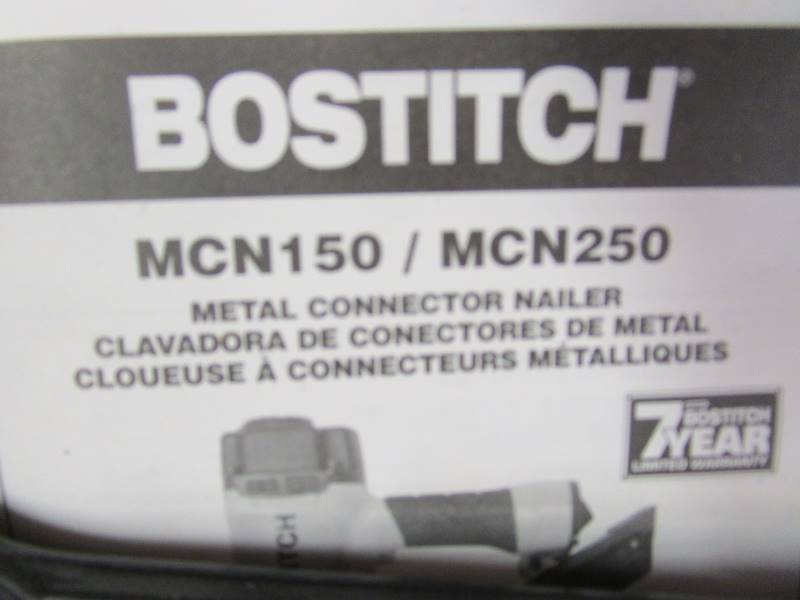 BOSTITCH®
MCN150 / MCN250
METAL CONNECTOR NAILER
CLAVADORA DE CONECTORES DE METAL
CLOUEUSE À CONNECTEURS MÉTALLIQUES
7 YEAR
BOSTITCH
LIMITED WARRANTY
ITCH